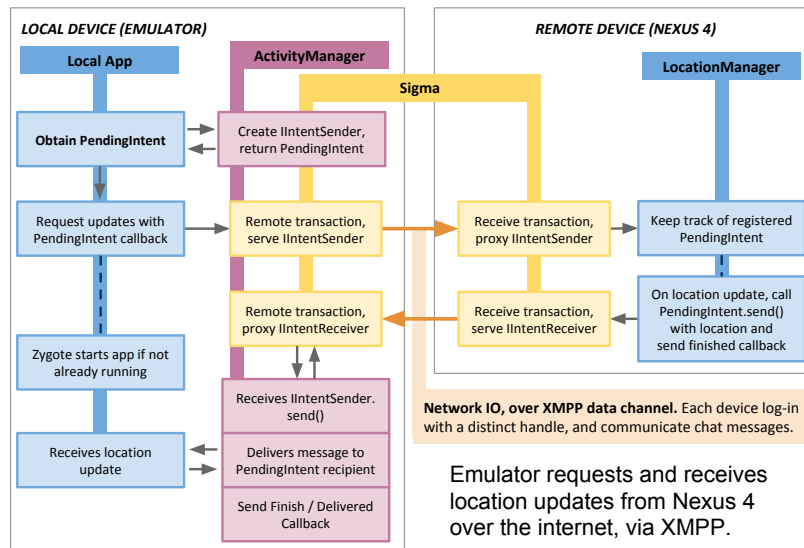 LOCAL DEVICE (EMULATOR)
REMOTE DEVICE (NEXUS 4)
Local App
ActivityManager
LocationManager
Sigma
Obtain PendingIntent
Create IIntentSender,
return PendingIntent
Request updates with
PendingIntent callback
Remote transaction,
serve IIntentSender
Receive transaction,
proxy IIntentSender
Keep track of registered
PendingIntent
Remote transaction,
proxy IIntentReceiver
Receive transaction,
serve IIntentReceiver
On location update, call
PendingIntent.send()
with location and
send finished callback
Zygote starts app if not
already running
Receives IIntentSender.
send()
Network IO, over XMPP data channel. Each device log-in
with a distinct handle, and communicate chat messages.
Receives location
update
Delivers message to
PendingIntent recipient
Send Finish / Delivered
Callback
Emulator requests and receives
location updates from Nexus 4
over the internet, via XMPP.